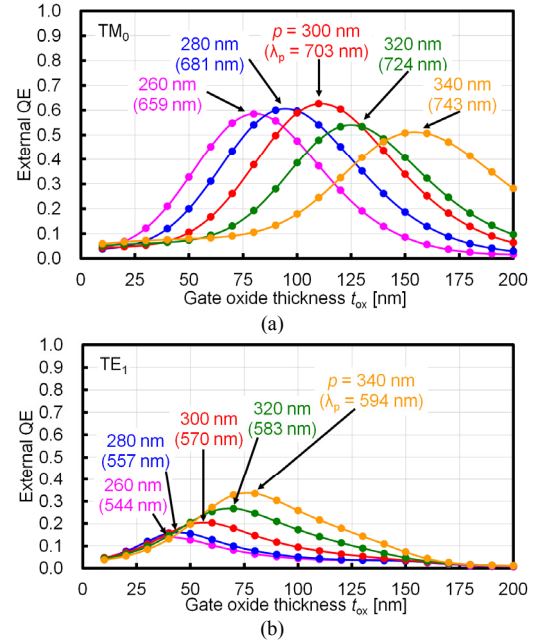 TM₀
1.0
0.9
0.8
0.7
0.6
0.5
0.4
0.3
0.2
0.1
0.0
External QE
260 nm
(659 nm)
280 nm
(681 nm)
p = 300 nm
(λp = 703 nm)
320 nm
(724 nm)
340 nm
(743 nm)
0 25 50 75 100 125 150 175 200
Gate oxide thickness tox [nm]
(a)
TE₁
1.0
0.9
0.8
0.7
0.6
0.5
0.4
0.3
0.2
0.1
0.0
External QE
260 nm
(544 nm)
280 nm
(557 nm)
300 nm
(570 nm)
320 nm
(583 nm)
p = 340 nm
(λp = 594 nm)
0 25 50 75 100 125 150 175 200
Gate oxide thickness tox [nm]
(b)